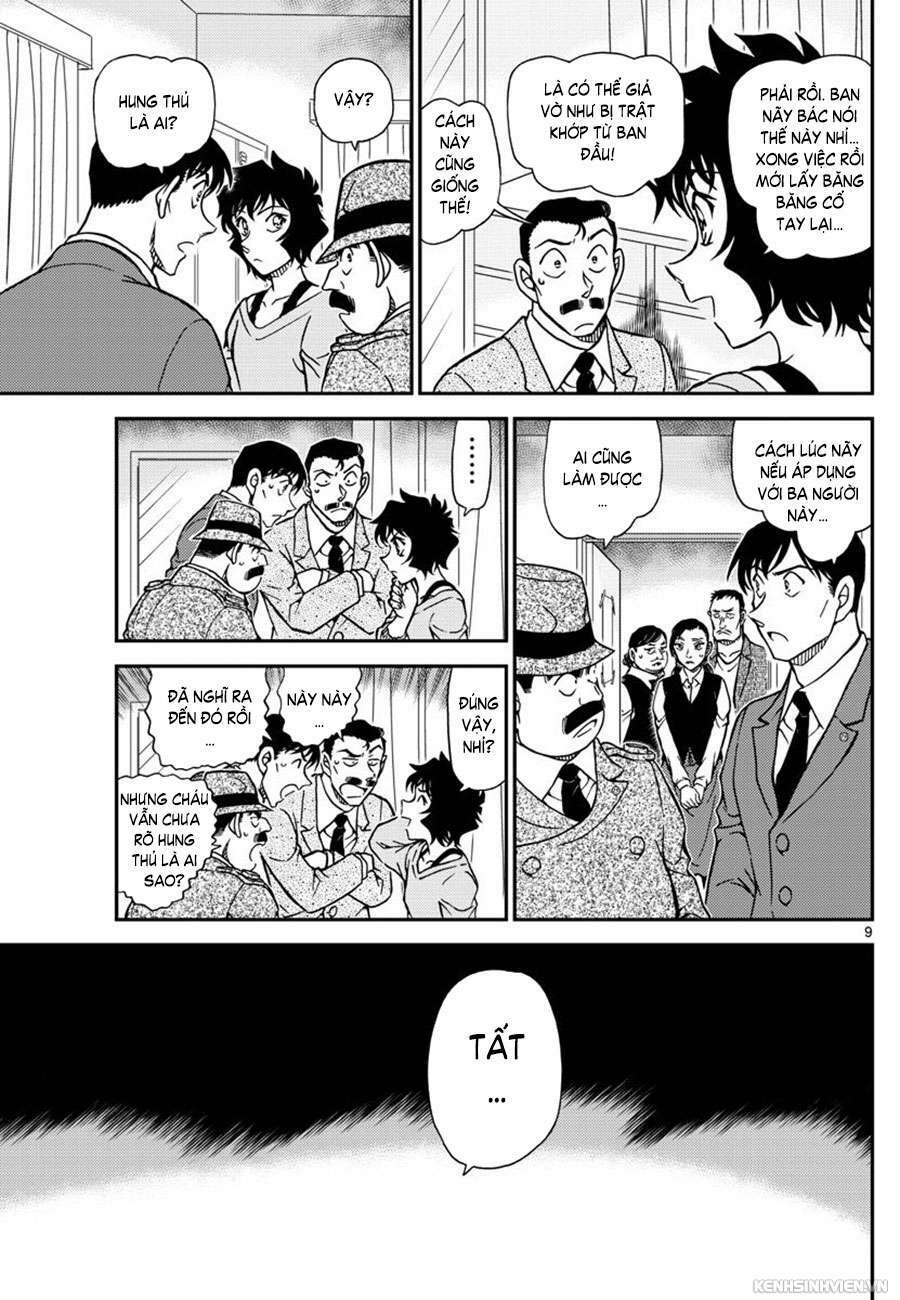 PHẢI RỒI. BAN
NÃY BÁC NÓI
THẾ NÀY NHỈ...
XONG VIỆC RỒI
MỚI LẤY BĂNG
BĂNG CỔ
TAY LẠI...
LÀ CÓ THỂ GIẢ
VỜ NHƯ BỊ TRẬT
KHỚP TỪ BAN
ĐẦU!
CÁCH
NÀY
CŨNG
GIỐNG
THẾ!
VẬY?
HUNG THỦ
LÀ AI?
CÁCH LÚC NÃY
NẾU ÁP DỤNG
VỚI BA NGƯỜI
NÀY...
AI CŨNG
LÀM ĐƯỢC
...
.......
ĐÚNG
VẬY,
NHỈ?
NÀY NÀY
...
ĐÃ NGHĨ RA
ĐẾN ĐÓ RỒI
...
NHƯNG CHÁU
VẪN CHƯA
RÕ HUNG
THỦ LÀ AI
SAO?
9
TẤT
...
KENHSINHVIEN.VN